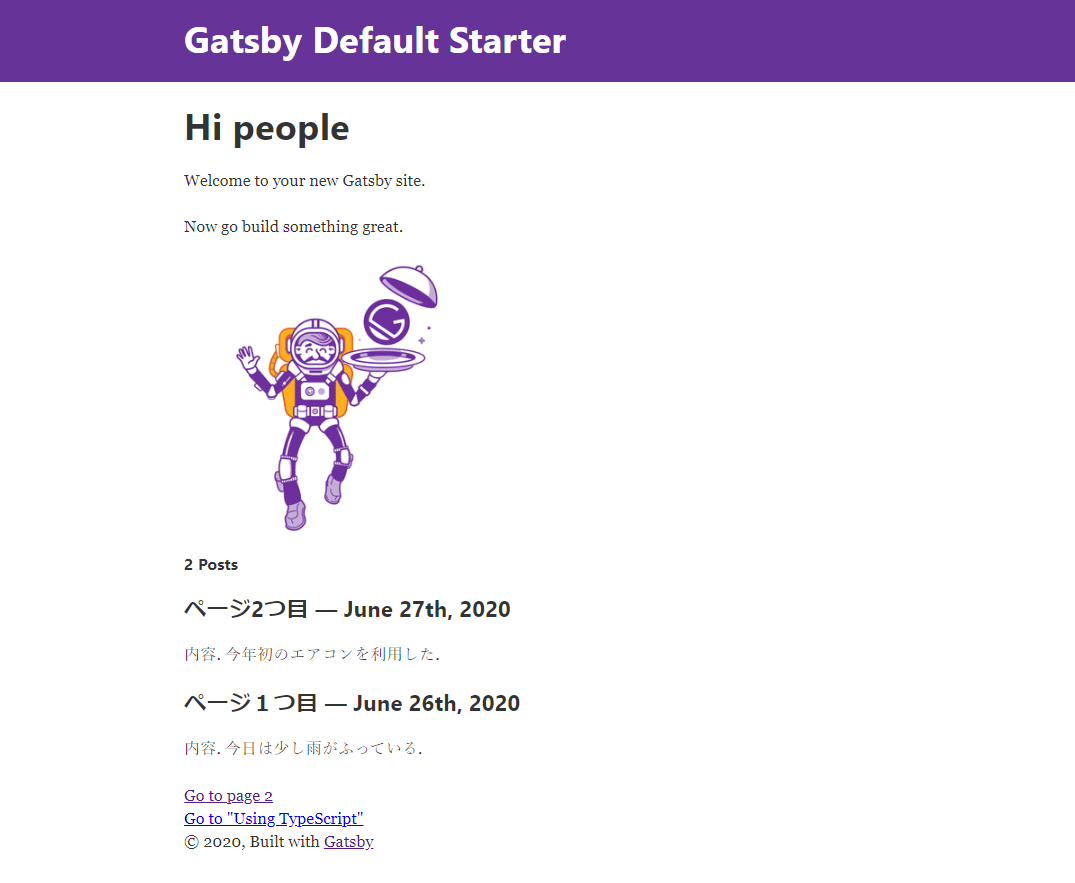 Gatsby Default Starter
Hi people
Welcome to your new Gatsby site.
Now go build something great.
2 Posts
ページ2つ目 — June 27th, 2020
内容. 今年初のエアコンを利用した.
ページ１つ目 — June 26th, 2020
内容. 今日は少し雨がふっている.
Go to page 2
Go to "Using TypeScript"
© 2020, Built with Gatsby